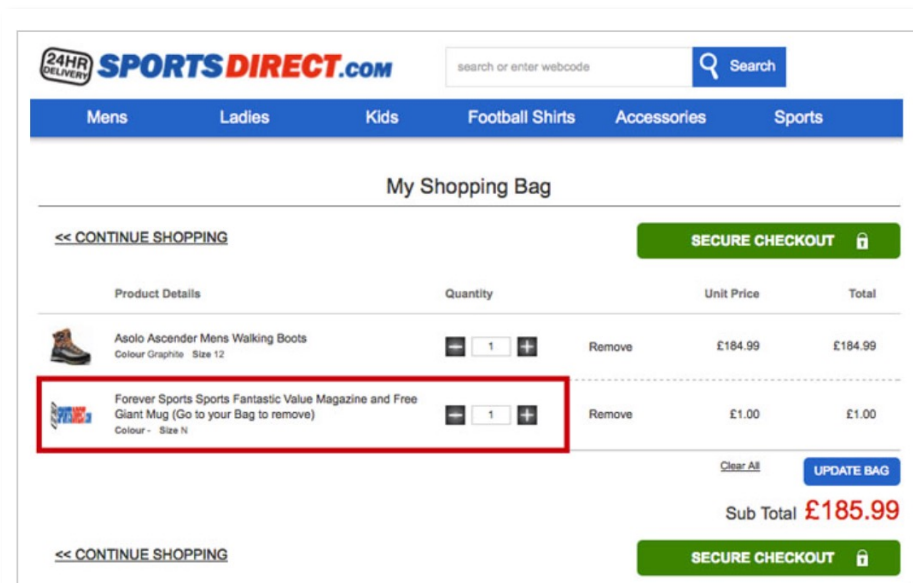 24HR
DELIVERY
SPORTSDIRECT.COM
search or enter webcode
Search
Mens
Ladies
Kids
Football Shirts
Accessories
Sports
My Shopping Bag
<< CONTINUE SHOPPING
SECURE CHECKOUT
Product Details
Quantity
Unit Price
Total
Asolo Ascender Mens Walking Boots
Colour Graphite Size 12
1
Remove
£184.99
£184.99
Forever Sports Sports Fantastic Value Magazine and Free
Giant Mug (Go to your Bag to remove)
Colour - Size N
1
Remove
£1.00
£1.00
Clear All
UPDATE BAG
Sub Total £185.99
<< CONTINUE SHOPPING
SECURE CHECKOUT